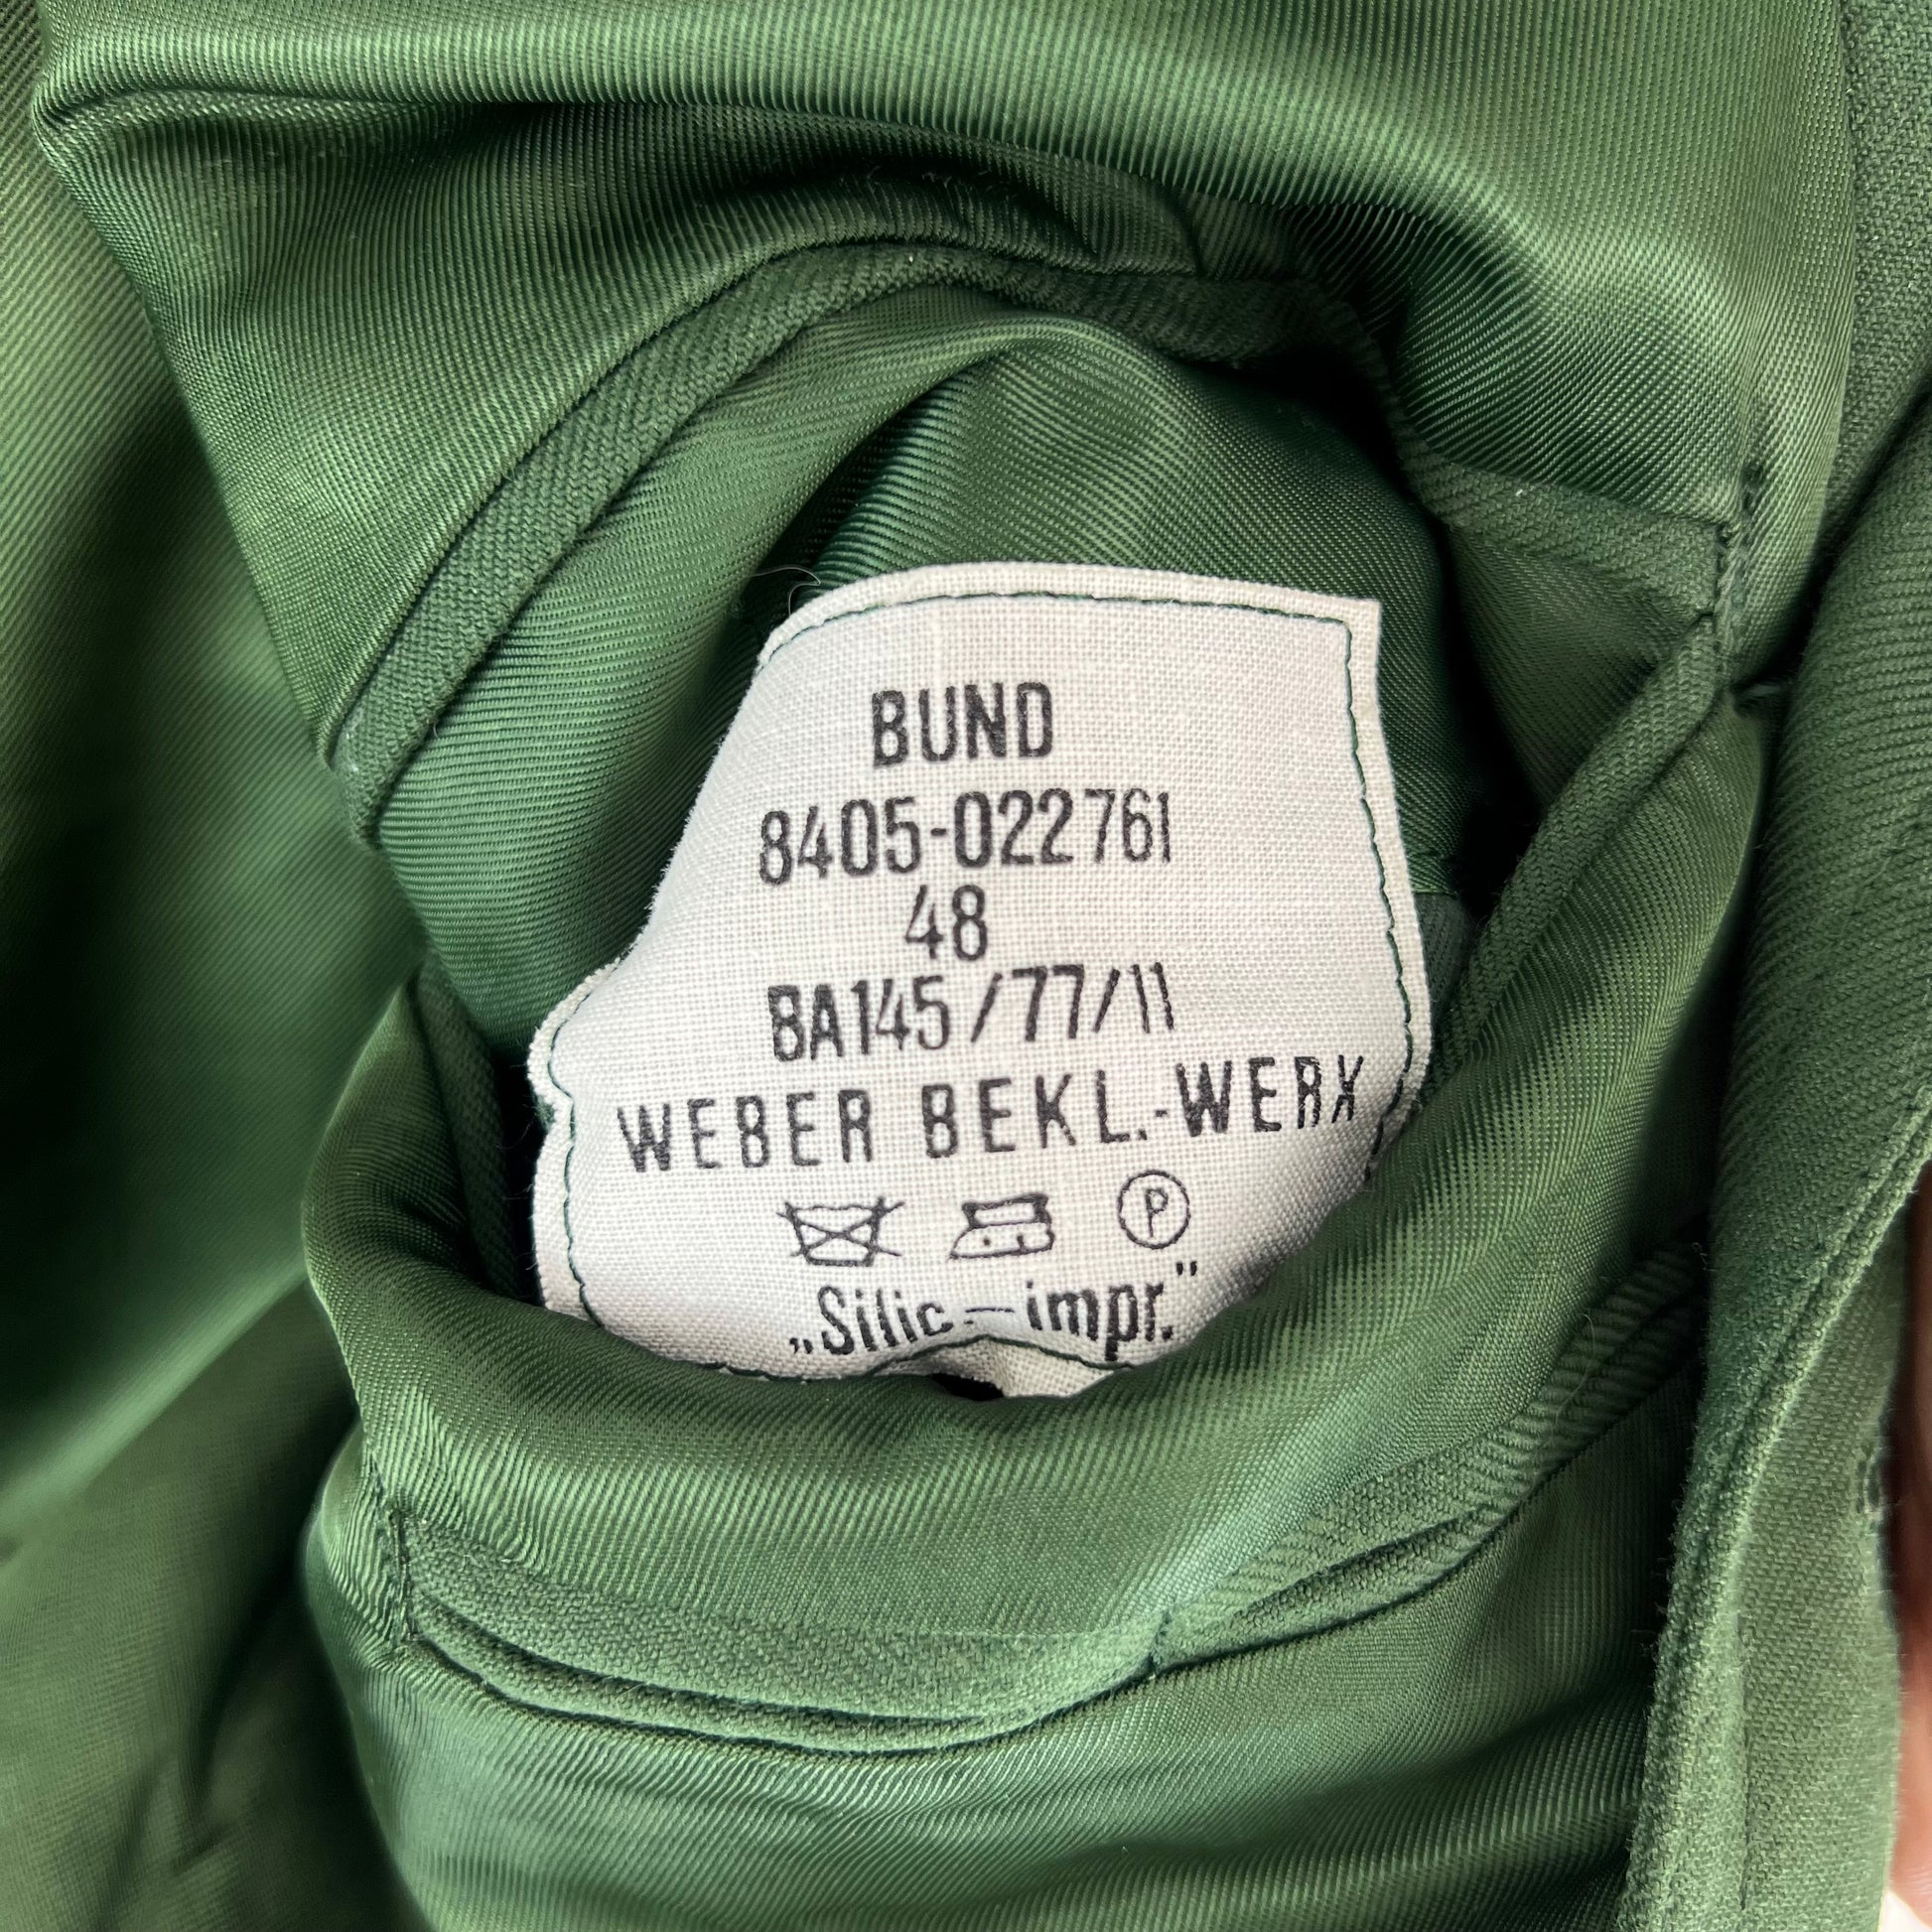 BUND
8405-022761
48
BA145/77/11
WEBER BEKL.-WERK
P
„Silic-impr."